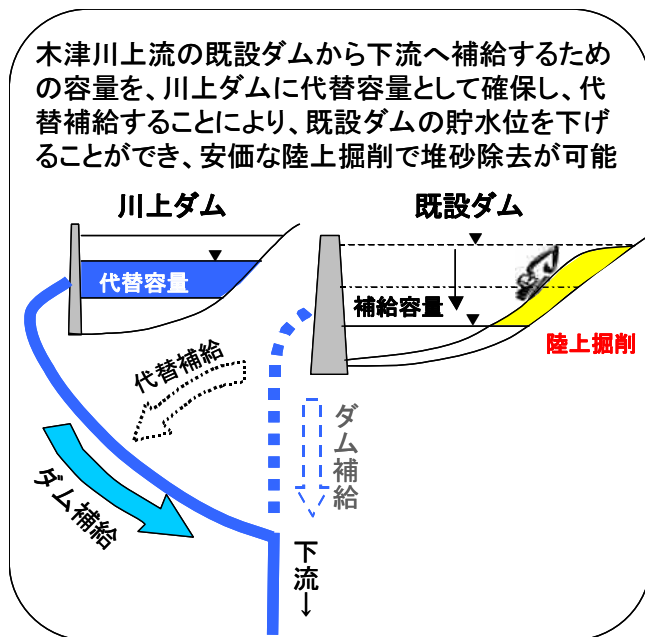 木津川上流の既設ダムから下流へ補給するため
の容量を、川上ダムに代替容量として確保し、代
替補給することにより、既設ダムの貯水位を下げ
ることができ、安価な陸上掘削で堆砂除去が可能
川上ダム
既設ダム
代替容量
補給容量
陸上掘削
代替補給
ダム補給
ダム補給
下流→